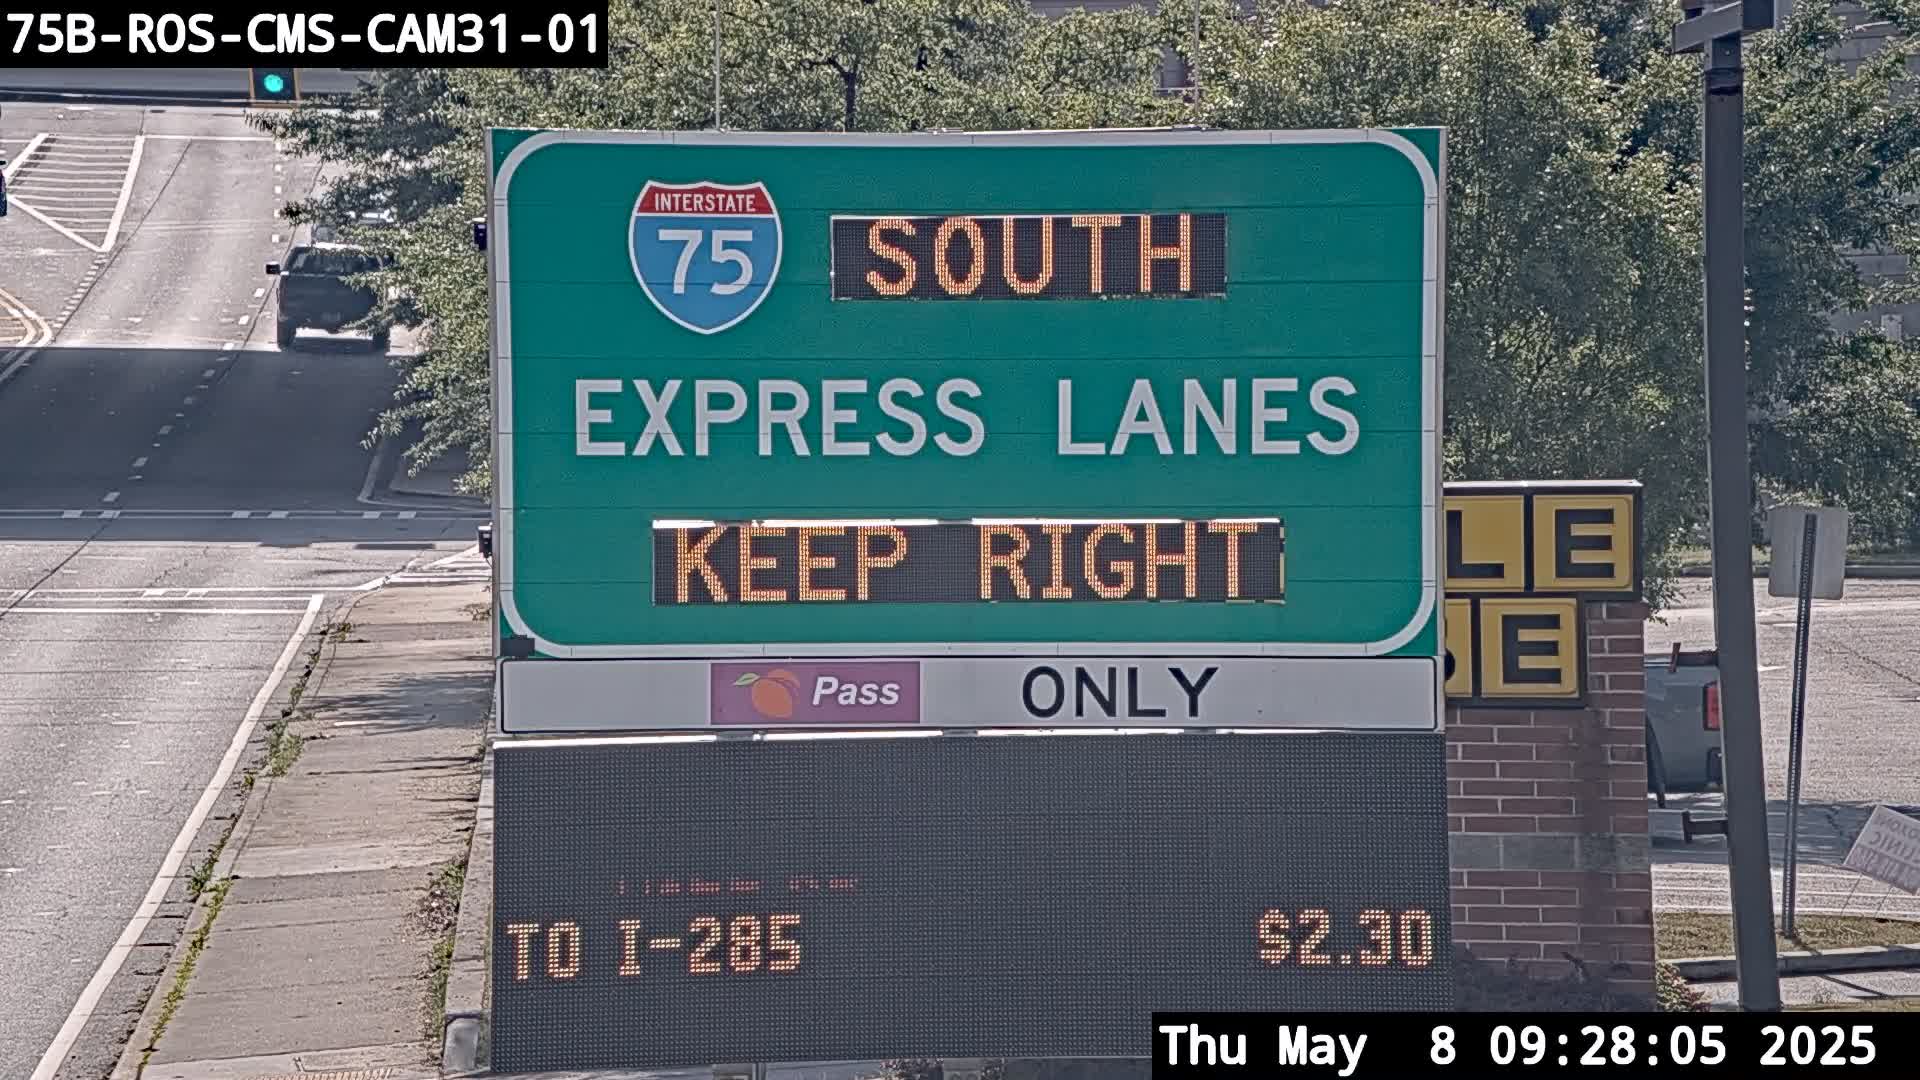 75B-ROS-CMS-CAM31-01
INTERSTATE
75
SOUTH
EXPRESS LANES
KEEP RIGHT
Pass ONLY
TO I-285 $2.30
LE
E
Thu May 8 09:28:05 2025